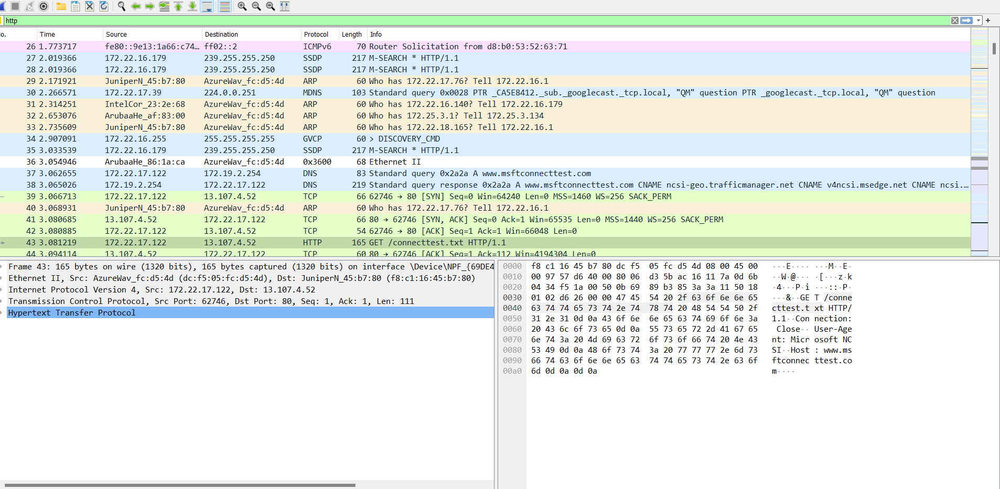 http
o. Time Source Destination Protocol Length Info
26 1.773717 fe80::9e13:1a66:c74… ff02::2 ICMPv6 70 Router Solicitation from d8:b0:53:52:63:71
27 2.019366 172.22.16.179 239.255.255.250 SSDP 217 M-SEARCH * HTTP/1.1
28 2.019366 172.22.16.179 239.255.255.250 SSDP 217 M-SEARCH * HTTP/1.1
29 2.171921 JuniperN_45:b7:80 AzureWav_fc:d5:4d ARP 60 Who has 172.22.17.76? Tell 172.22.16.1
30 2.266571 172.22.17.39 224.0.0.251 MDNS 103 Standard query 0x0028 PTR _CA5E8412._sub._googlecast._tcp.local, "QM" question PTR _googlecast._tcp.local, "QM" question
31 2.314251 IntelCor_23:2e:68 AzureWav_fc:d5:4d ARP 60 Who has 172.22.16.140? Tell 172.22.16.179
32 2.653076 ArubaaHe_af:83:00 AzureWav_fc:d5:4d ARP 60 Who has 172.25.3.1? Tell 172.25.3.134
33 2.735609 JuniperN_45:b7:80 AzureWav_fc:d5:4d ARP 60 Who has 172.22.18.165? Tell 172.22.16.1
34 2.907091 172.22.16.255 255.255.255.255 GVCP 60 > DISCOVERY_CMD
35 3.033539 172.22.16.179 239.255.255.250 SSDP 217 M-SEARCH * HTTP/1.1
36 3.054946 ArubaaHe_86:1a:ca AzureWav_fc:d5:4d 0x3600 68 Ethernet II
37 3.062655 172.22.17.122 172.19.2.254 DNS 83 Standard query 0x2a2a A www.msftconnecttest.com
38 3.065026 172.19.2.254 172.22.17.122 DNS 219 Standard query response 0x2a2a A www.msftconnecttest.com CNAME ncsi-geo.trafficmanager.net CNAME v4ncsi.msedge.net CNAME ncsi.…
39 3.066713 172.22.17.122 13.107.4.52 TCP 66 62746 → 80 [SYN] Seq=0 Win=64240 Len=0 MSS=1460 WS=256 SACK_PERM
40 3.068931 JuniperN_45:b7:80 AzureWav_fc:d5:4d ARP 60 Who has 172.22.17.76? Tell 172.22.16.1
41 3.080685 13.107.4.52 172.22.17.122 TCP 66 80 → 62746 [SYN, ACK] Seq=0 Ack=1 Win=65535 Len=0 MSS=1440 WS=256 SACK_PERM
42 3.080885 172.22.17.122 13.107.4.52 TCP 54 62746 → 80 [ACK] Seq=1 Ack=1 Win=66048 Len=0
43 3.081219 172.22.17.122 13.107.4.52 HTTP 165 GET /connecttest.txt HTTP/1.1
44 3.094114 13.107.4.52 172.22.17.122 TCP 60 80 → 62746 [ACK] Seq=1 Ack=112 Win=4194304 Len=0
Frame 43: 165 bytes on wire (1320 bits), 165 bytes captured (1320 bits) on interface \Device\NPF_{69DE4
Ethernet II, Src: AzureWav_fc:d5:4d (dc:f5:05:fc:d5:4d), Dst: JuniperN_45:b7:80 (f8:c1:16:45:b7:80)
Internet Protocol Version 4, Src: 172.22.17.122, Dst: 13.107.4.52
Transmission Control Protocol, Src Port: 62746, Dst Port: 80, Seq: 1, Ack: 1, Len: 111
Hypertext Transfer Protocol
0000 f8 c1 16 45 b7 80 dc f5 05 fc d5 4d 08 00 45 00 ···E···· ···M··E·
0010 00 97 57 d6 40 00 80 06 d3 5b ac 16 11 7a 0d 6b ··W·@··· ·[···z·k
0020 04 34 f5 1a 00 50 0b 69 89 b3 85 3a 3a 11 50 18 ·4···P·i ···::·P·
0030 01 02 d6 26 00 00 47 45 54 20 2f 63 6f 6e 6e 65 ···&··GE T /conne
0040 63 74 74 65 73 74 2e 74 78 74 20 48 54 54 50 2f cttest.t xt HTTP/
0050 31 2e 31 0d 0a 43 6f 6e 6e 65 63 74 69 6f 6e 3a 1.1··Con nection:
0060 20 43 6c 6f 73 65 0d 0a 55 73 65 72 2d 41 67 65 Close·· User-Age
0070 6e 74 3a 20 4d 69 63 72 6f 73 6f 66 74 20 4e 43 nt: Micr osoft NC
0080 53 49 0d 0a 48 6f 73 74 3a 20 77 77 77 2e 6d 73 SI··Host : www.ms
0090 66 74 63 6f 6e 6e 65 63 74 74 65 73 74 2e 63 6f ftconnec ttest.co
00a0 6d 0d 0a 0d 0a m····